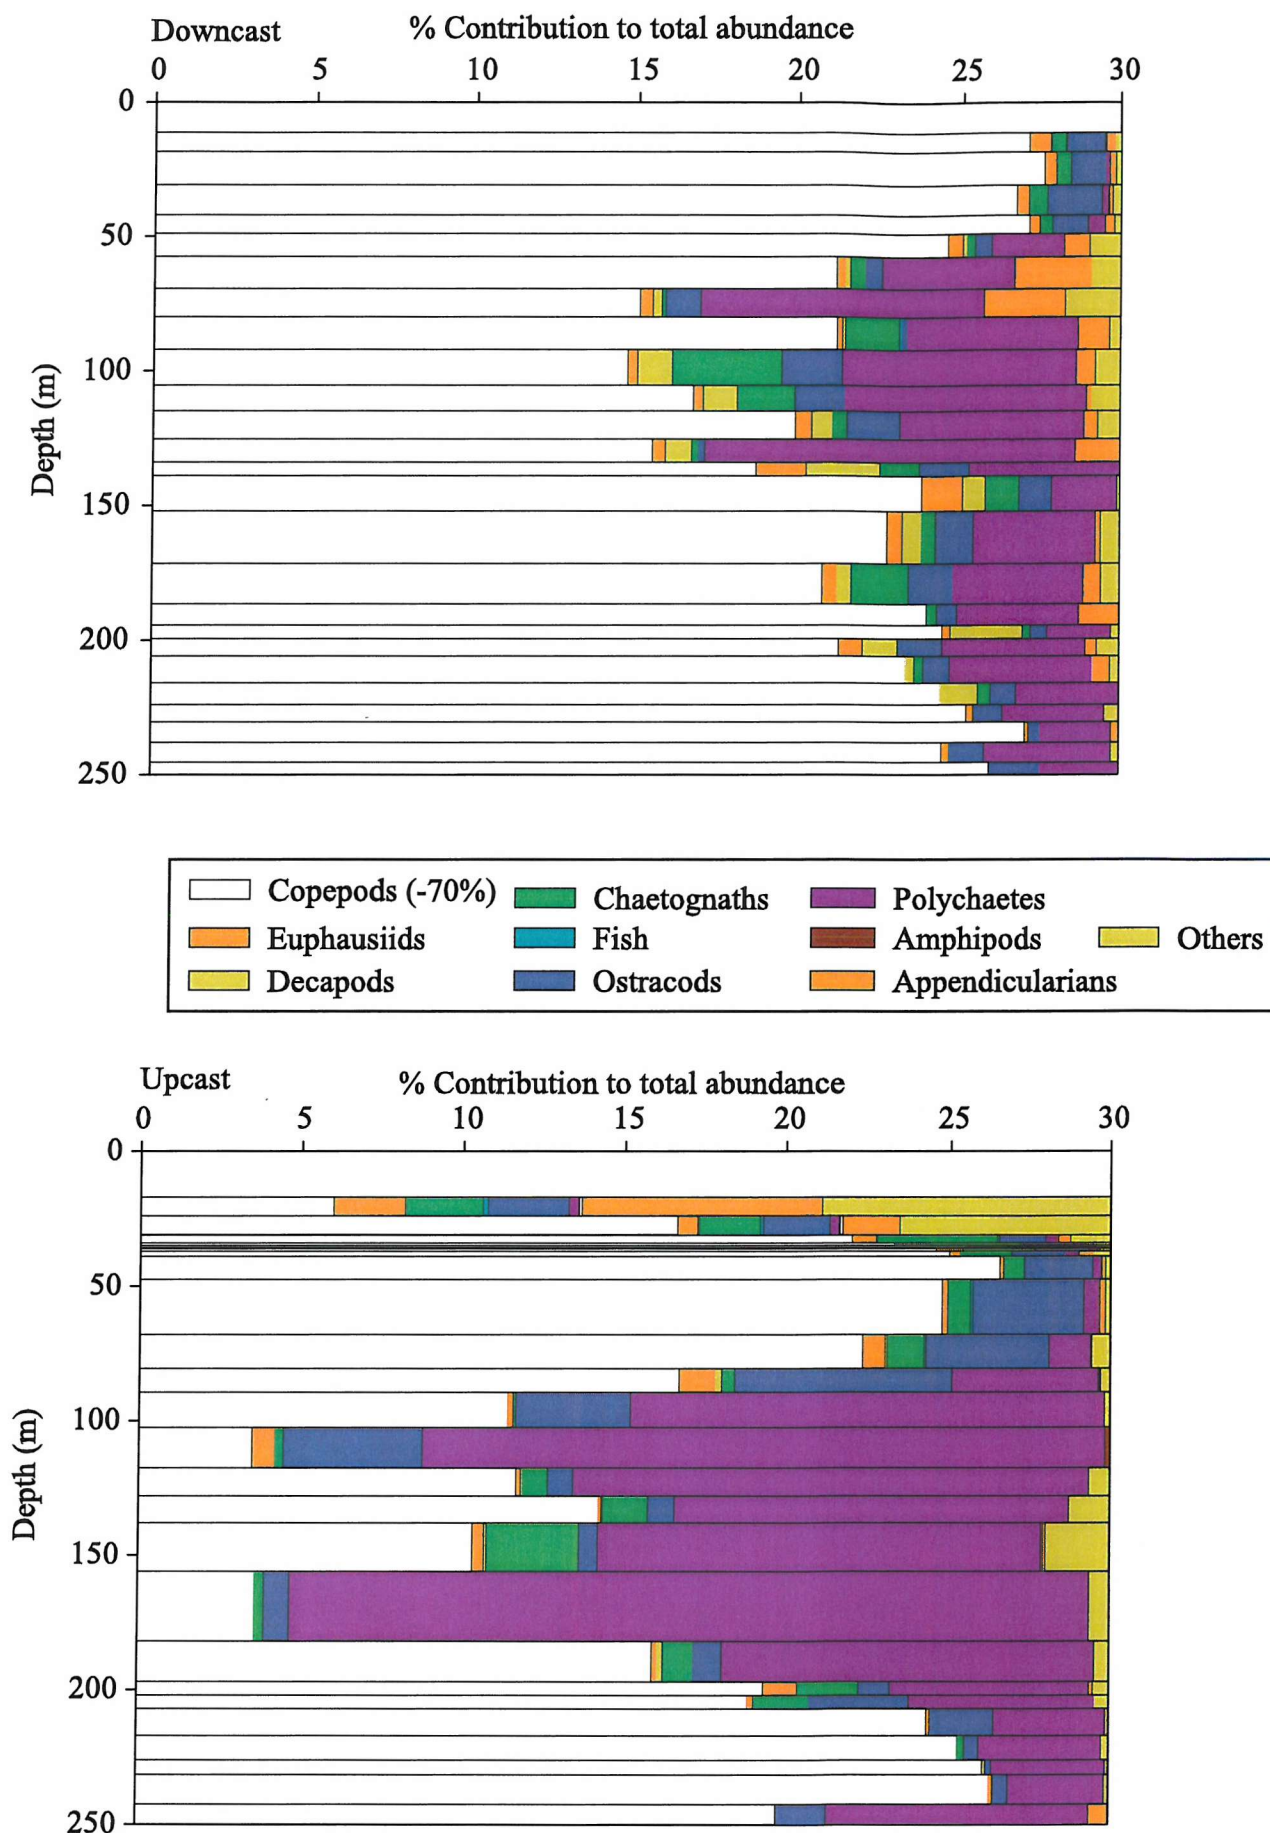 Downcast % Contribution to total abundance
0 5 10 15 20 25 30
0
50
100
150
200
250
Depth (m)
Copepods (-70%) Chaetognaths Polychaetes
Euphausiids Fish Amphipods Others
Decapods Ostracods Appendicularians
Upcast % Contribution to total abundance
0 5 10 15 20 25 30
0
50
100
150
200
250
Depth (m)